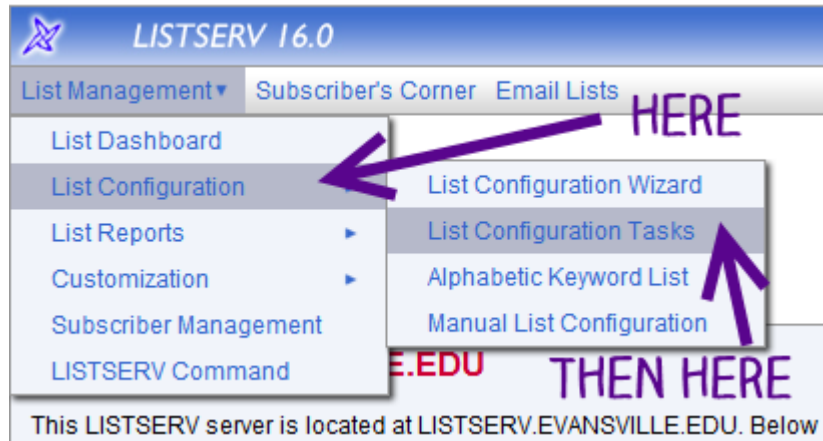 LISTSERV 16.0
List Management▾ Subscriber's Corner Email Lists
HERE
List Dashboard
List Configuration
List Reports
Customization
Subscriber Management
LISTSERV Command
List Configuration Wizard
List Configuration Tasks
Alphabetic Keyword List
Manual List Configuration
E.EDU
THEN HERE
This LISTSERV server is located at LISTSERV.EVANSVILLE.EDU. Below